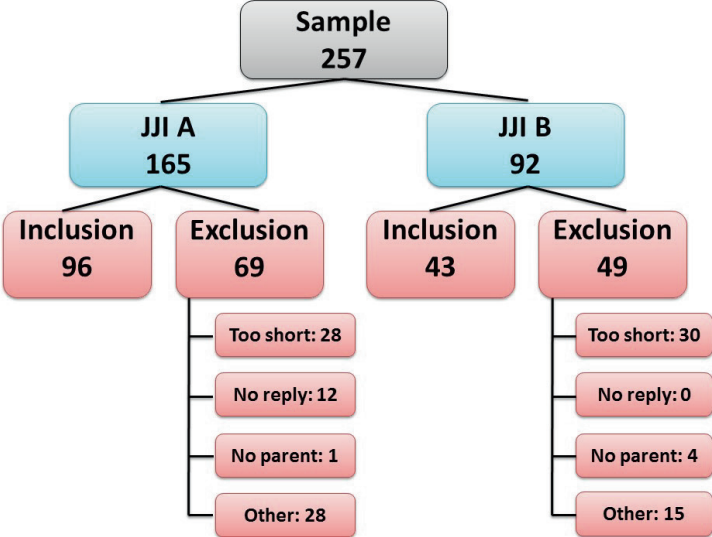 Sample
257
JJI A
165
JJI B
92
Inclusion
96
Exclusion
69
Inclusion
43
Exclusion
49
Too short: 28
No reply: 12
No parent: 1
Other: 28
Too short: 30
No reply: 0
No parent: 4
Other: 15